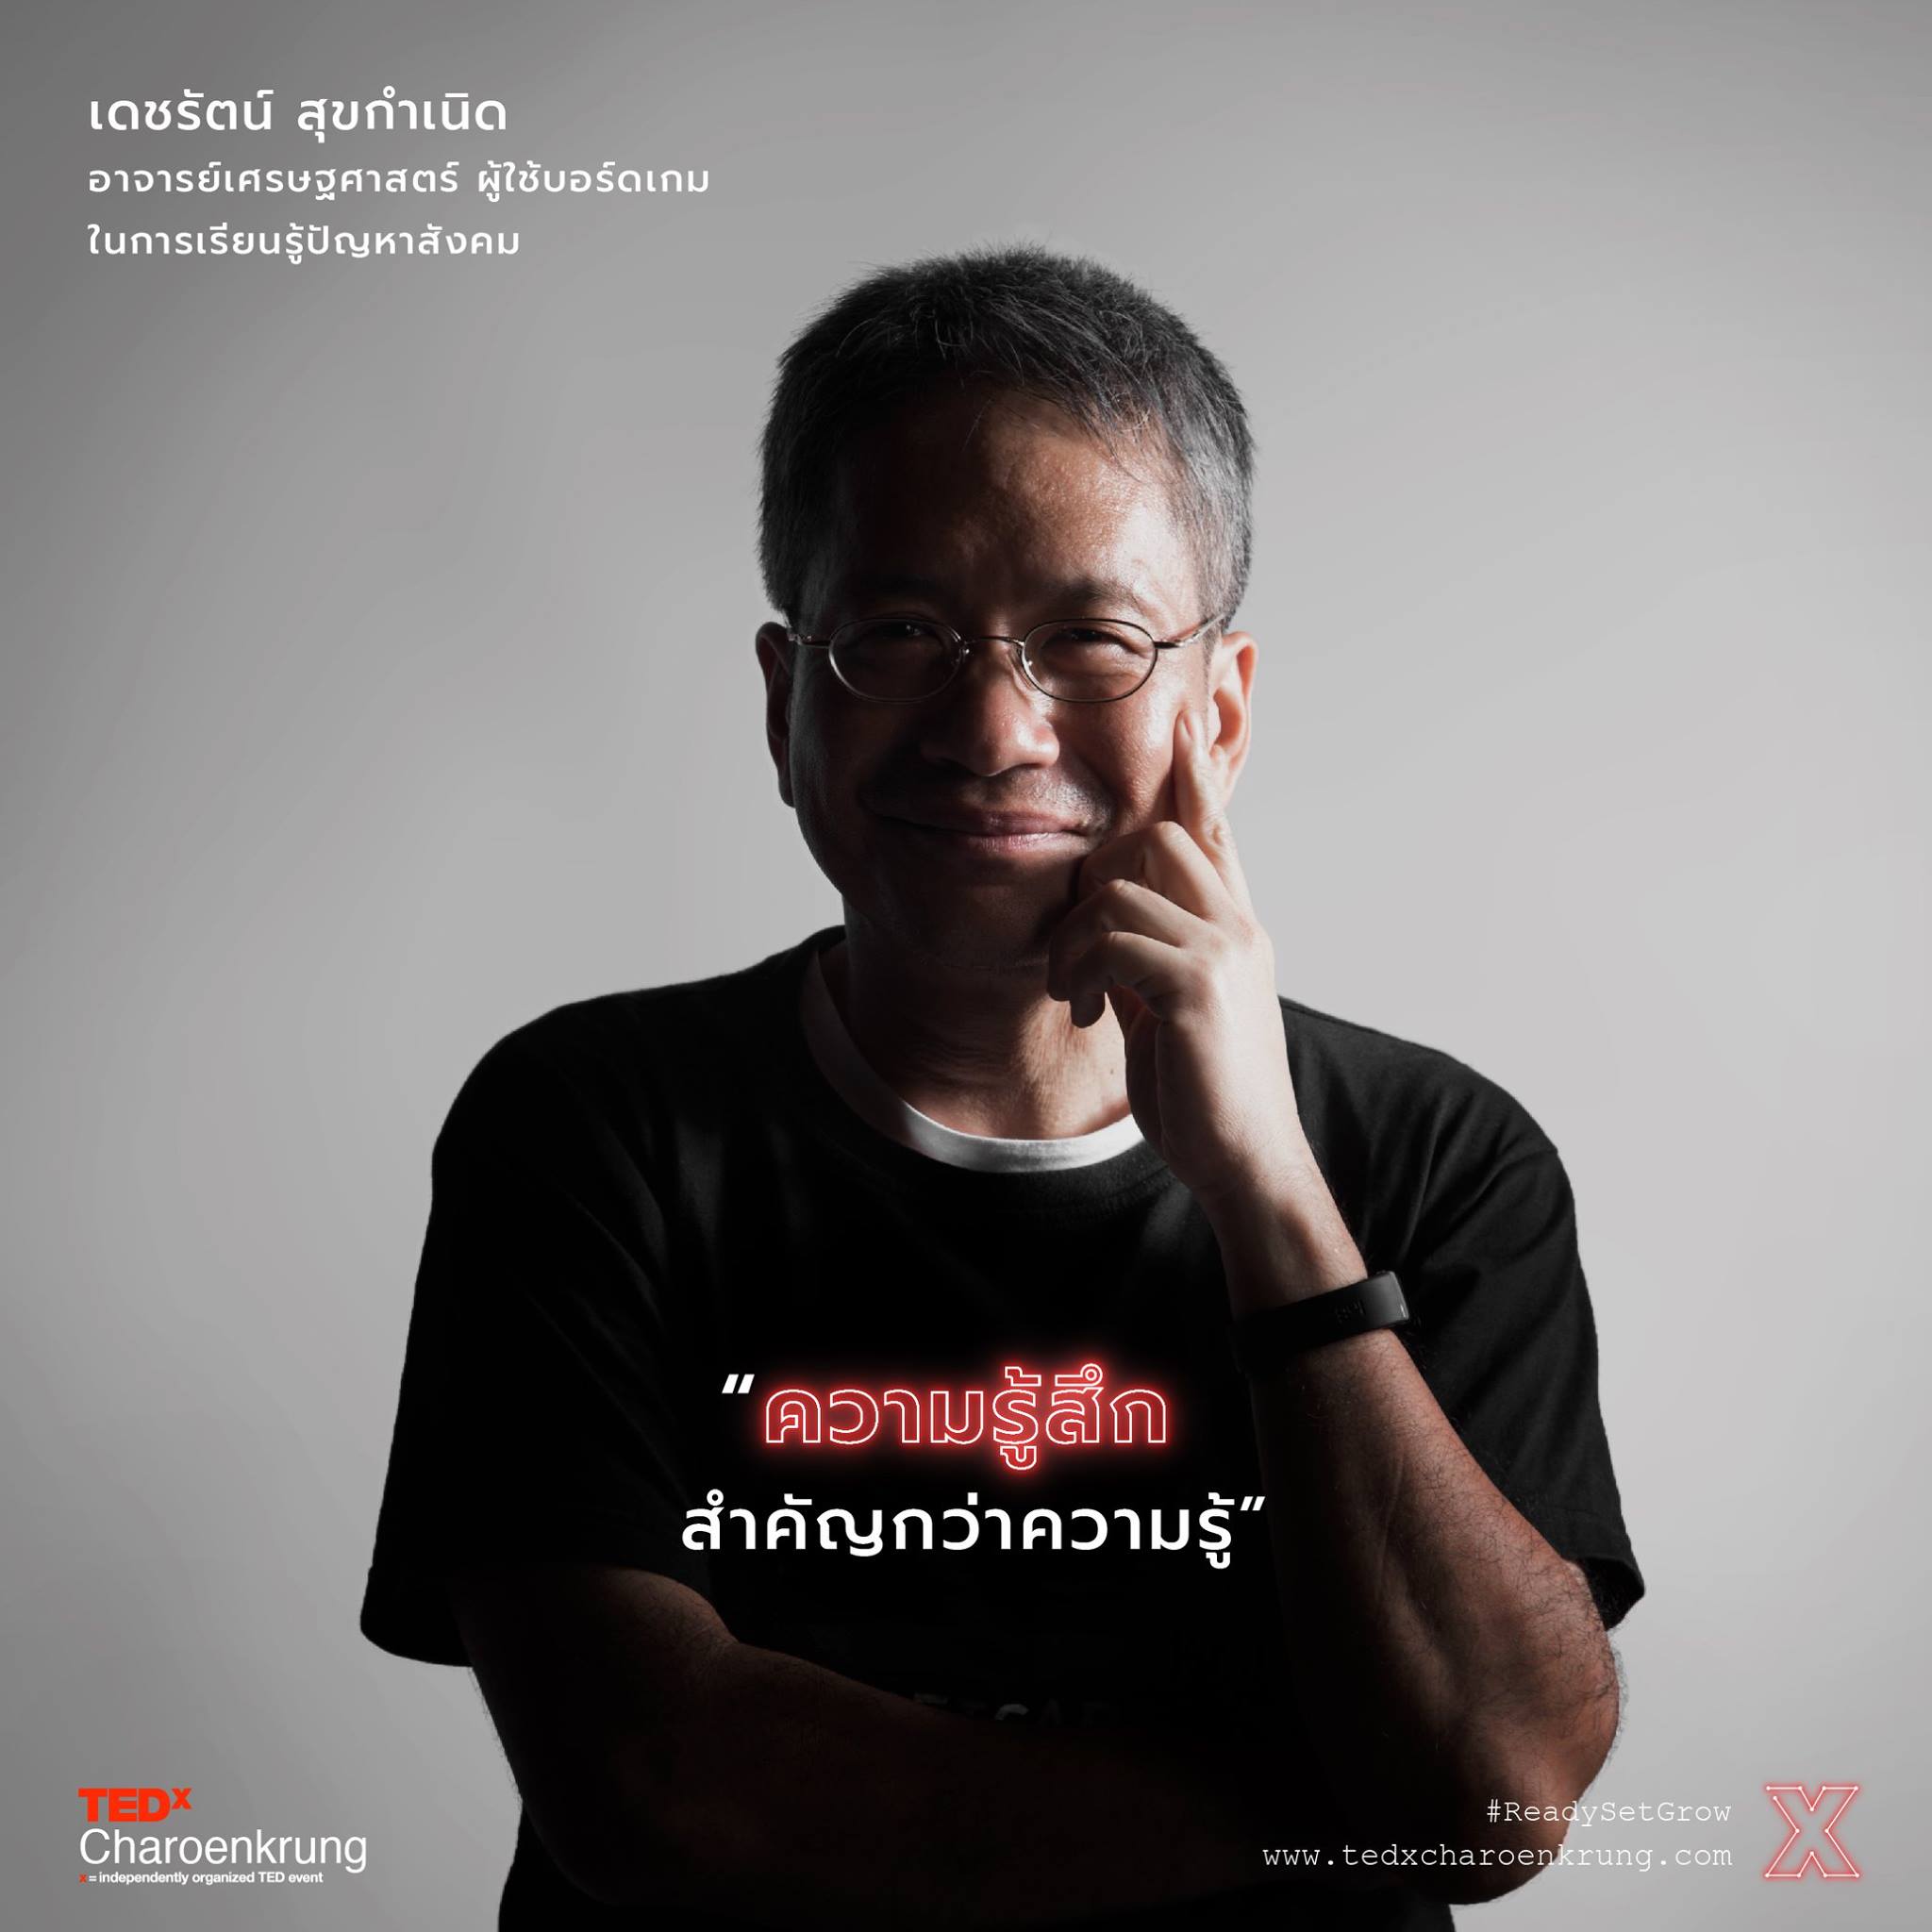 เดชรัตน์ สุขกำเนิด
อาจารย์เศรษฐศาสตร์ ผู้ใช้บอร์ดเกม
ในการเรียนรู้ปัญหาสังคม
“ความรู้สึก
สำคัญกว่าความรู้”
TEDx
Charoenkrung
x = independently organized TED event
#ReadySetGrow
www.tedxcharoenkrung.com
X